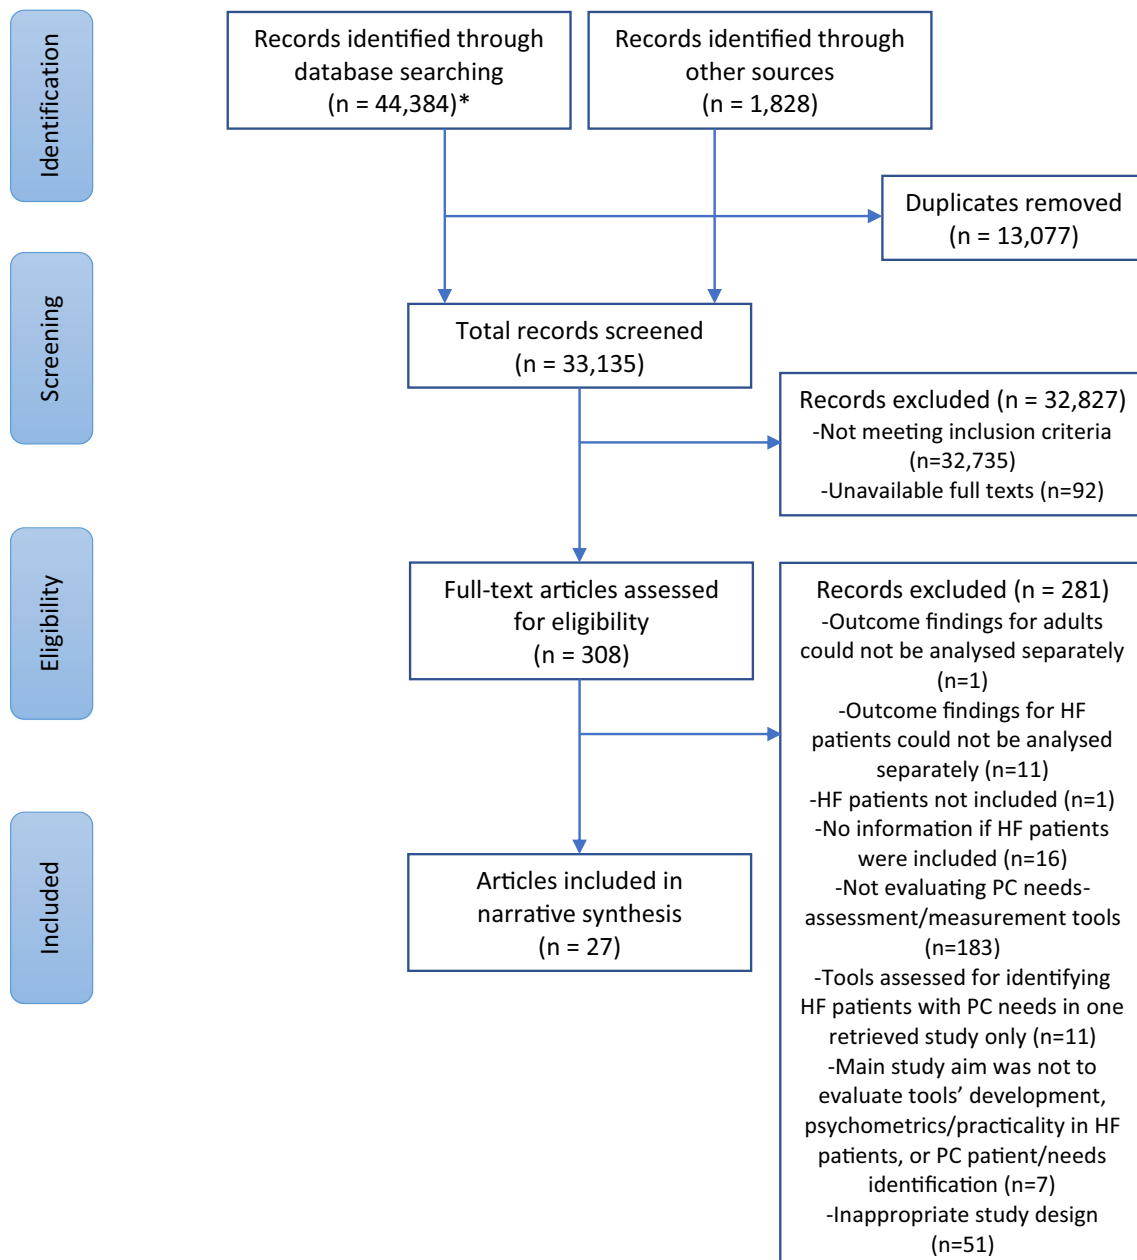 Identification
Records identified through
database searching
(n = 44,384)*
Records identified through
other sources
(n = 1,828)
Duplicates removed
(n = 13,077)
Screening
Total records screened
(n = 33,135)
Records excluded (n = 32,827)
-Not meeting inclusion criteria
(n=32,735)
-Unavailable full texts (n=92)
Eligibility
Full-text articles assessed
for eligibility
(n = 308)
Records excluded (n = 281)
-Outcome findings for adults
could not be analysed separately
(n=1)
-Outcome findings for HF
patients could not be analysed
separately (n=11)
-HF patients not included (n=1)
-No information if HF patients
were included (n=16)
-Not evaluating PC needs-
assessment/measurement tools
(n=183)
-Tools assessed for identifying
HF patients with PC needs in one
retrieved study only (n=11)
-Main study aim was not to
evaluate tools’ development,
psychometrics/practicality in HF
patients, or PC patient/needs
identification (n=7)
-Inappropriate study design
(n=51)
Included
Articles included in
narrative synthesis
(n = 27)